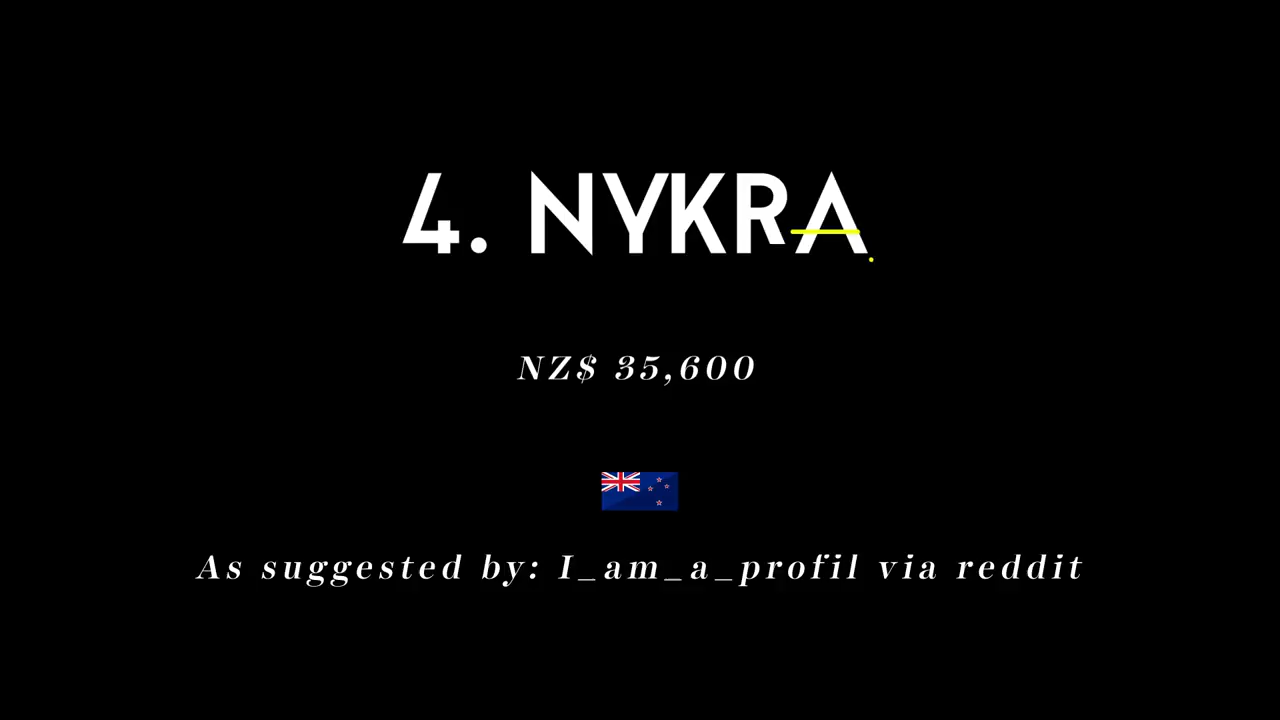 4. NYKRA
NZ$ 35,600
As suggested by: I_am_a_profil via reddit